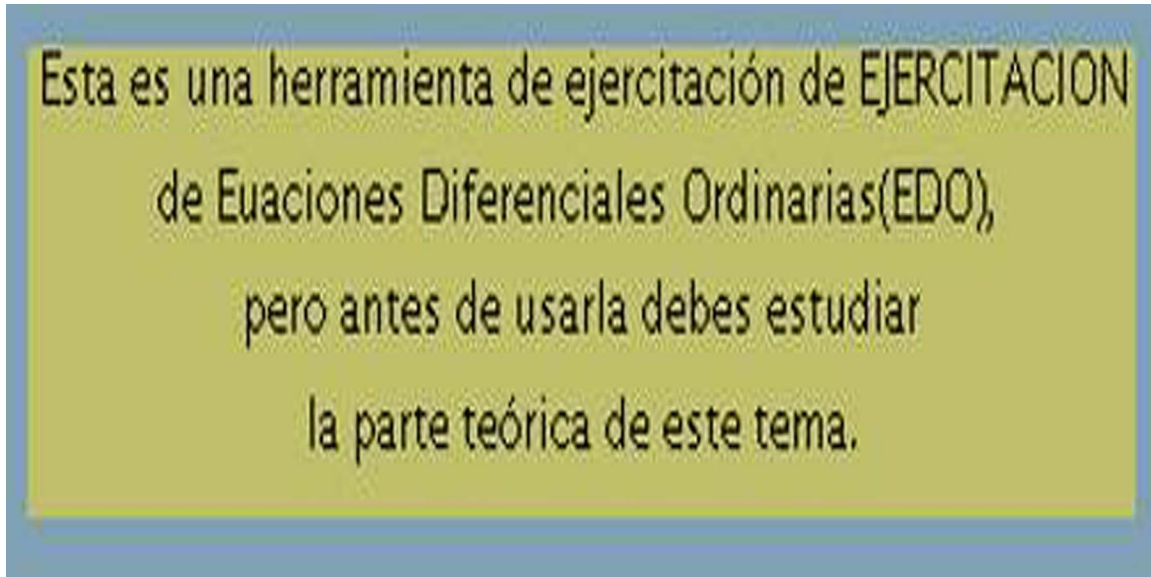 Esta es una herramienta de ejercitación de EJERCITACION
de Euaciones Diferenciales Ordinarias(EDO),
pero antes de usarla debes estudiar
la parte teórica de este tema.